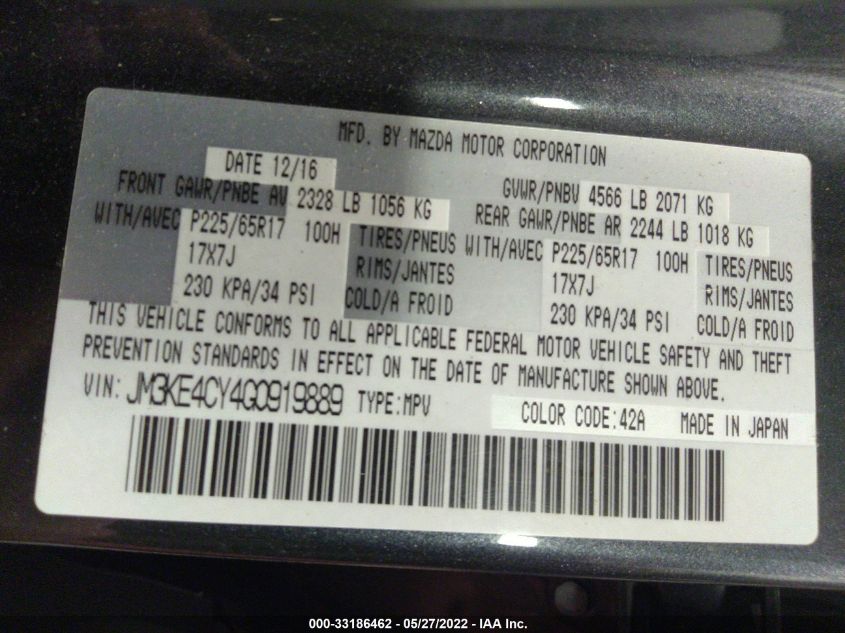 MFD. BY MAZDA MOTOR CORPORATION
DATE 12/16
GVWR/PNBV 4566 LB 2071 KG
FRONT GAWR/PNBE AV 2328 LB 1056 KG
REAR GAWR/PNBE AR 2244 LB 1018 KG
WITH/AVEC P225/65R17 100H TIRES/PNEUS WITH/AVEC P225/65R17 100H TIRES/PNEUS
17X7J RIMS/JANTES 17X7J RIMS/JANTES
230 KPA/34 PSI COLD/A FROID 230 KPA/34 PSI COLD/A FROID
THIS VEHICLE CONFORMS TO ALL APPLICABLE FEDERAL MOTOR VEHICLE SAFETY AND THEFT
PREVENTION STANDARDS IN EFFECT ON THE DATE OF MANUFACTURE SHOWN ABOVE.
VIN: JM3KE4CY4G0919889 TYPE:MPV COLOR CODE:42A MADE IN JAPAN
000-33186462 - 05/27/2022 - IAA Inc.